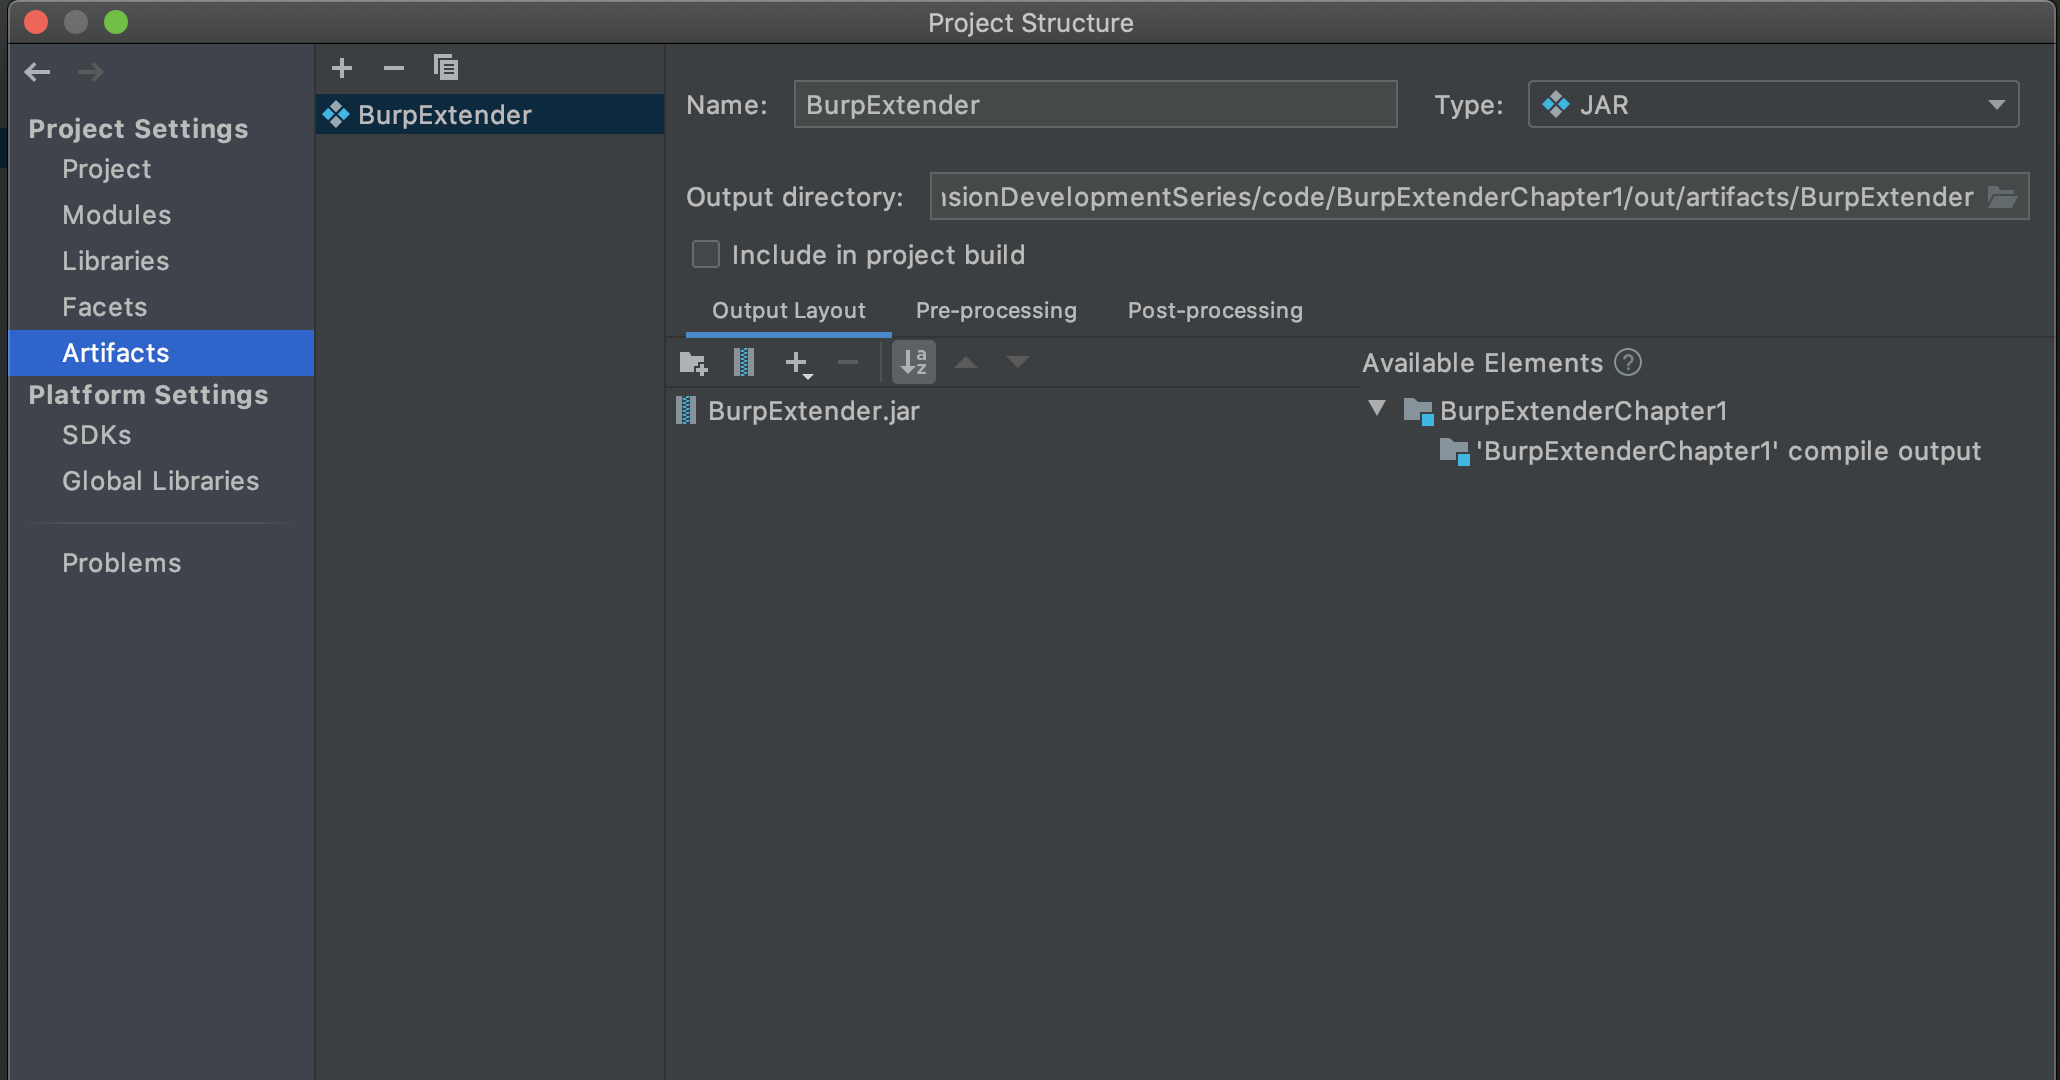 Project Structure
Project Settings
Project
Modules
Libraries
Facets
Artifacts
Platform Settings
SDKs
Global Libraries
Problems
BurpExtender
Name: BurpExtender Type: JAR
Output directory: nsionDevelopmentSeries/code/BurpExtenderChapter1/out/artifacts/BurpExtender
Include in project build
Output Layout Pre-processing Post-processing
a
z
BurpExtender.jar
Available Elements ?
BurpExtenderChapter1
'BurpExtenderChapter1' compile output